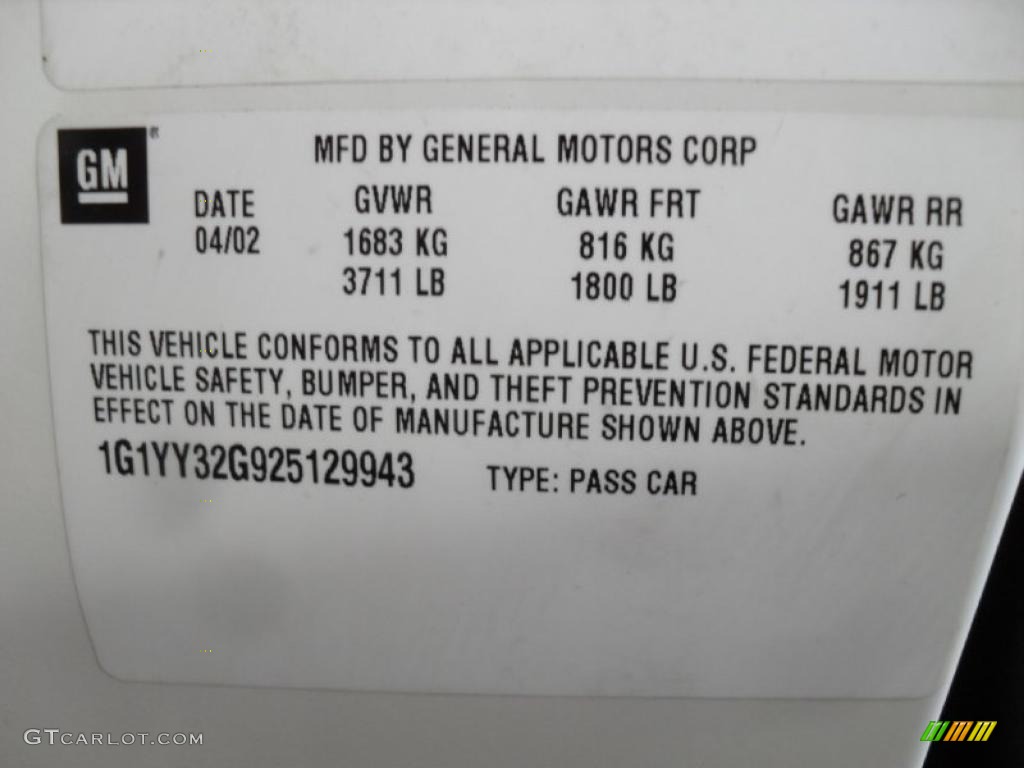 GM®
MFD BY GENERAL MOTORS CORP
DATE GVWR GAWR FRT GAWR RR
04/02 1683 KG 816 KG 867 KG
3711 LB 1800 LB 1911 LB
THIS VEHICLE CONFORMS TO ALL APPLICABLE U.S. FEDERAL MOTOR
VEHICLE SAFETY, BUMPER, AND THEFT PREVENTION STANDARDS IN
EFFECT ON THE DATE OF MANUFACTURE SHOWN ABOVE.
1G1YY32G925129943 TYPE: PASS CAR
GTCARLOT.COM